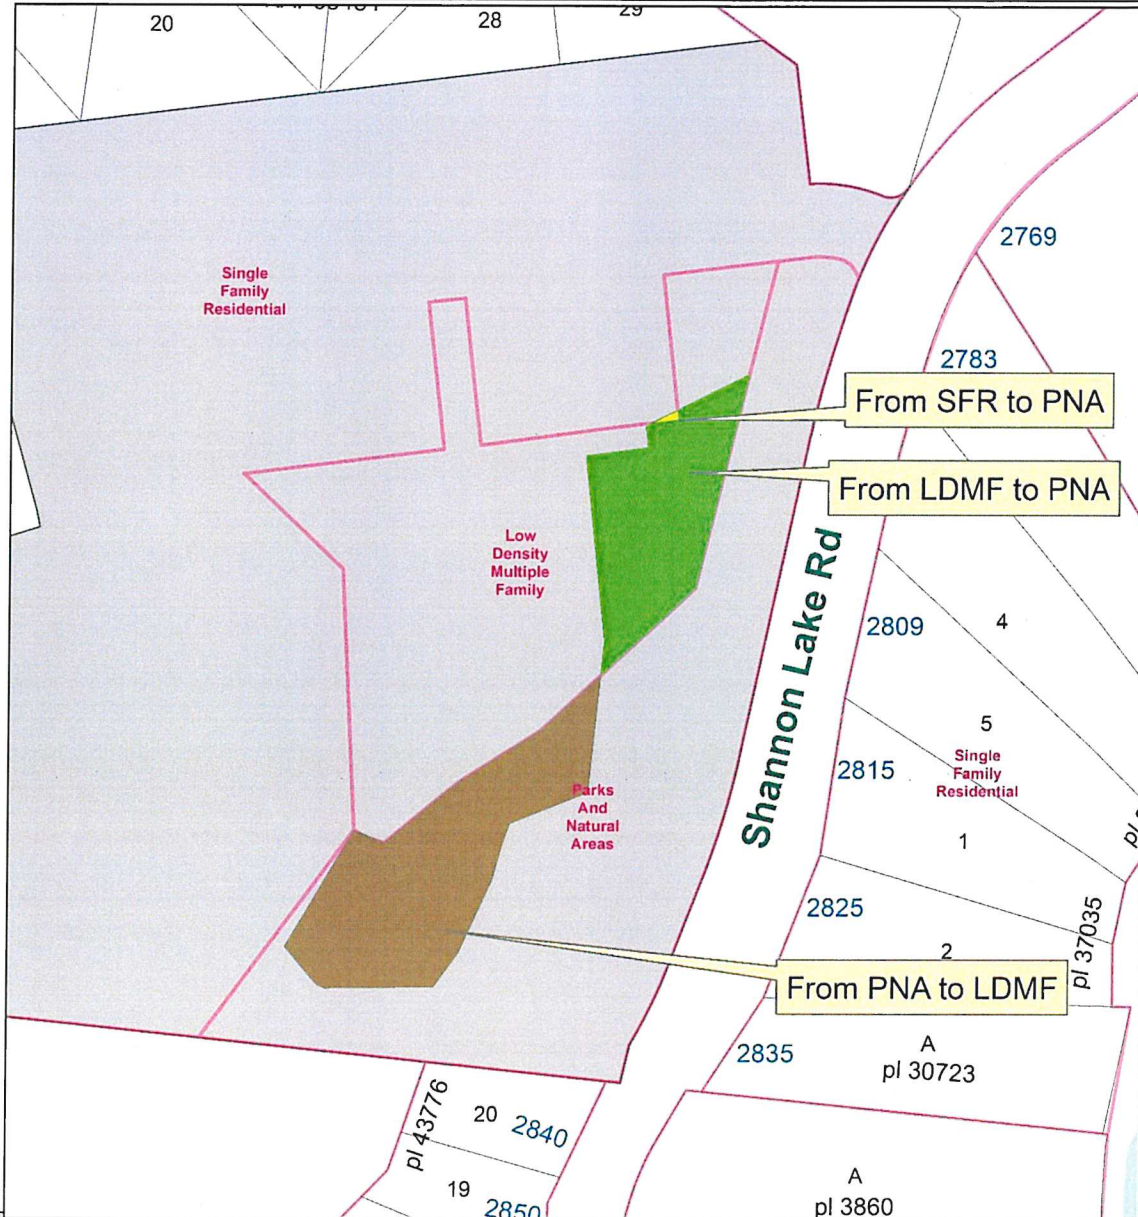 20
28
29
2769
Single
Family
Residential
2783
From SFR to PNA
From LDMF to PNA
Low
Density
Multiple
Family
Shannon Lake Rd
2809
4
5
2815
Single
Family
Residential
Parks
And
Natural
Areas
1
2825
2
pl 37035
From PNA to LDMF
2835
A
pl 30723
pl 43776
20
2840
19
2850
A
pl 3860